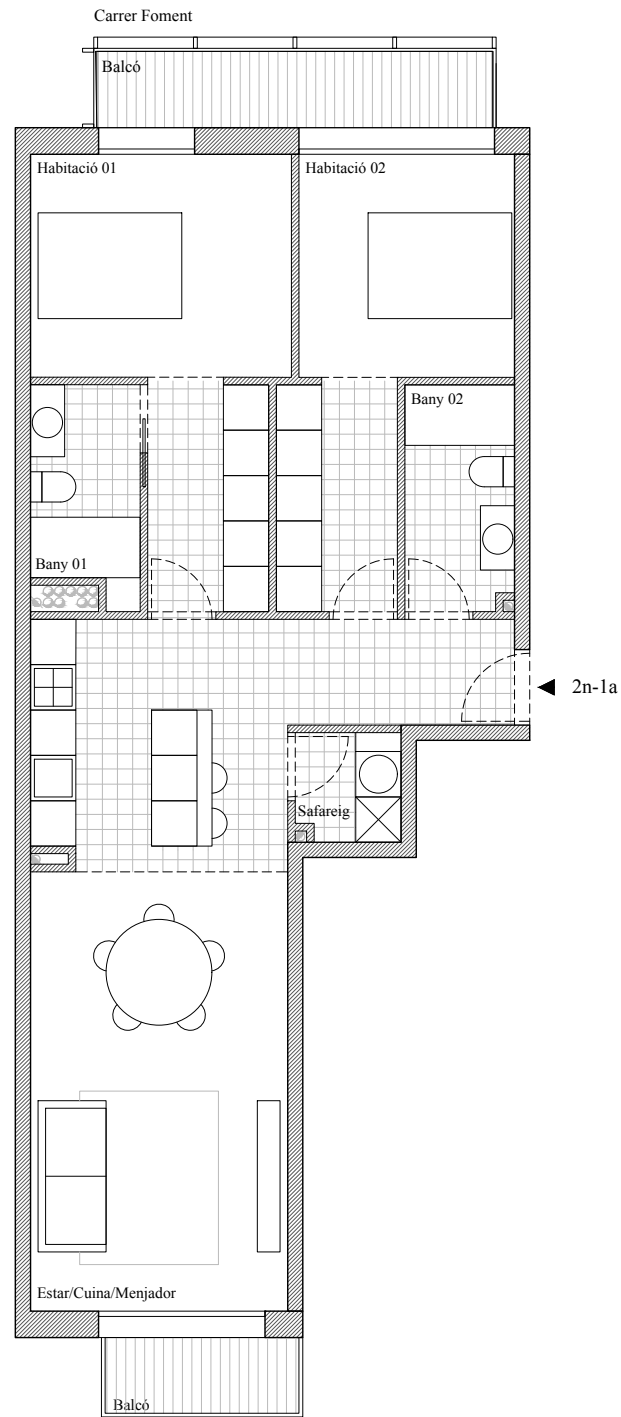 Carrer Foment
Balcó
Habitació 01
Habitació 02
Bany 02
Bany 01
2n-1a
Safareig
Estar/Cuina/Menjador
Balcó